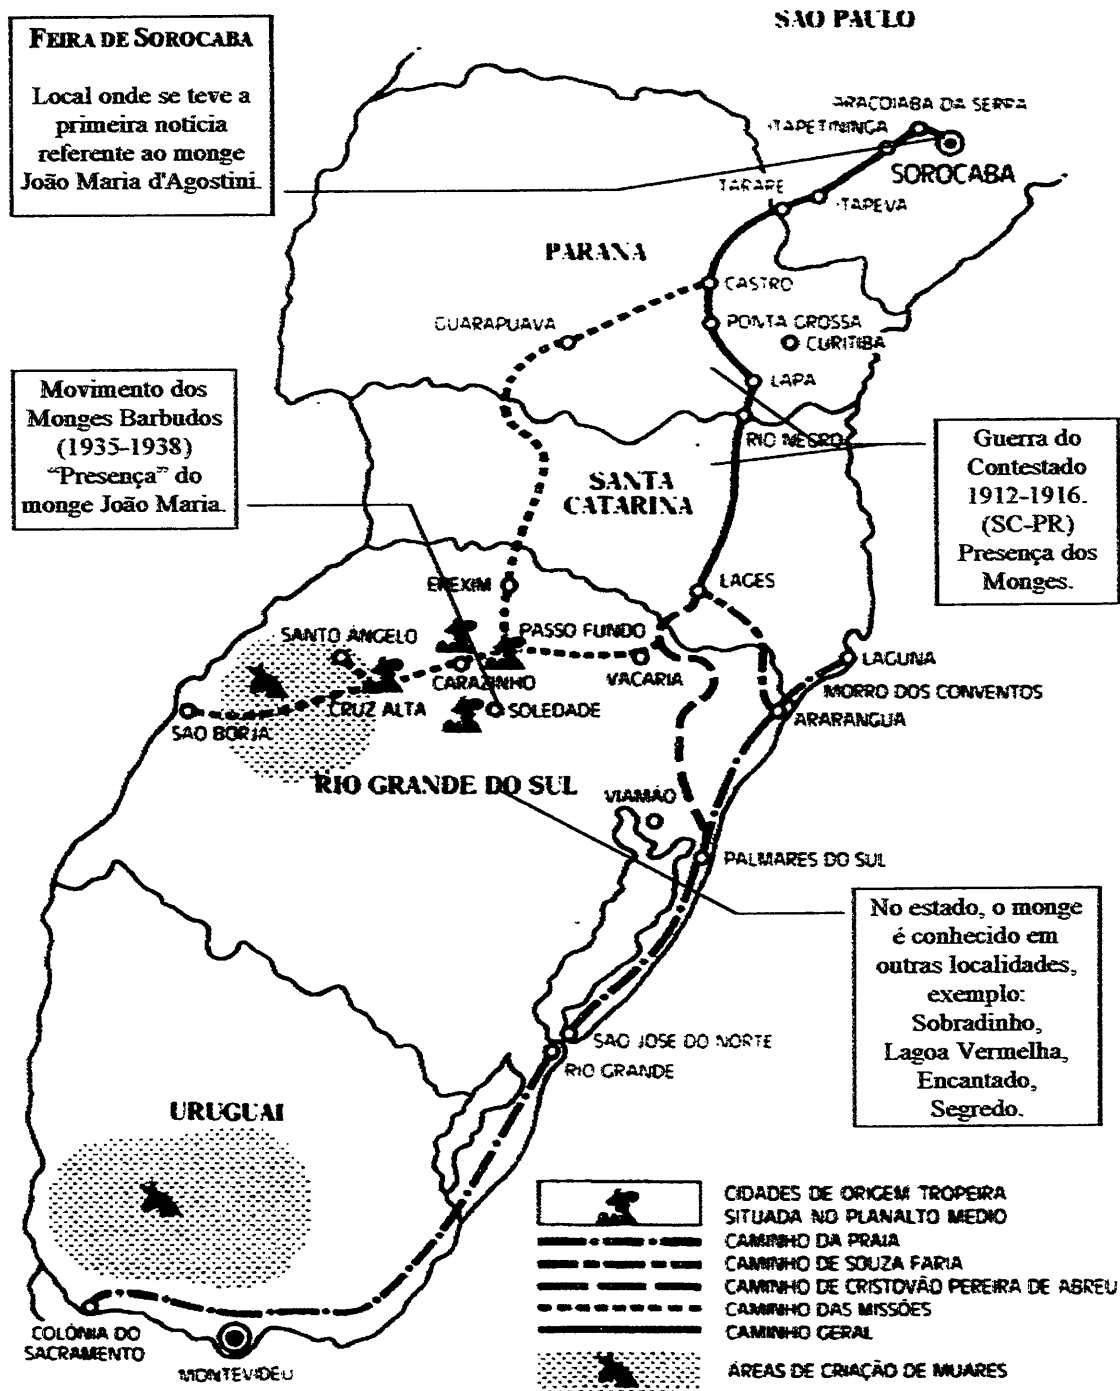 SAO PAULO
FEIRA DE SOROCABA
Local onde se teve a
primeira notícia
referente ao monge
João Maria d'Agostini.
ARAÇOIABA DA SERRA
ITAPETININGA
SOROCABA
TARARE
ITAPEVA
PARANA
CASTRO
GUARAPUAVA
PONTA GROSSA
CURITIBA
LAPA
RIO NEGRO
Movimento dos
Monges Barbudos
(1935-1938)
“Presença” do
monge João Maria.
Guerra do
Contestado
1912-1916.
(SC-PR)
Presença dos
Monges.
SANTA
CATARINA
LAGES
EREXIM
SANTO ÂNGELO
PASSO FUNDO
LAGUNA
CARAZINHO
VACARIA
MORRO DOS CONVENTOS
CRUZ ALTA
SOLEDADE
ARARANGUA
SAO BORJA
RIO GRANDE DO SUL
VIAMÃO
PALMARES DO SUL
No estado, o monge
é conhecido em
outras localidades,
exemplo:
Sobradinho,
Lagoa Vermelha,
Encantado,
Segredo.
SAO JOSE DO NORTE
RIO GRANDE
URUGUAI
COLÔNIA DO
SACRAMENTO
MONTEVIDEU
CIDADES DE ORIGEM TROPEIRA
SITUADA NO PLANALTO MEDIO
CAMINHO DA PRAIA
CAMINHO DE SOUZA FARIA
CAMINHO DE CRISTOVÃO PEREIRA DE ABREU
CAMINHO DAS MISSÕES
CAMINHO GERAL
ÁREAS DE CRIAÇÃO DE MUARES